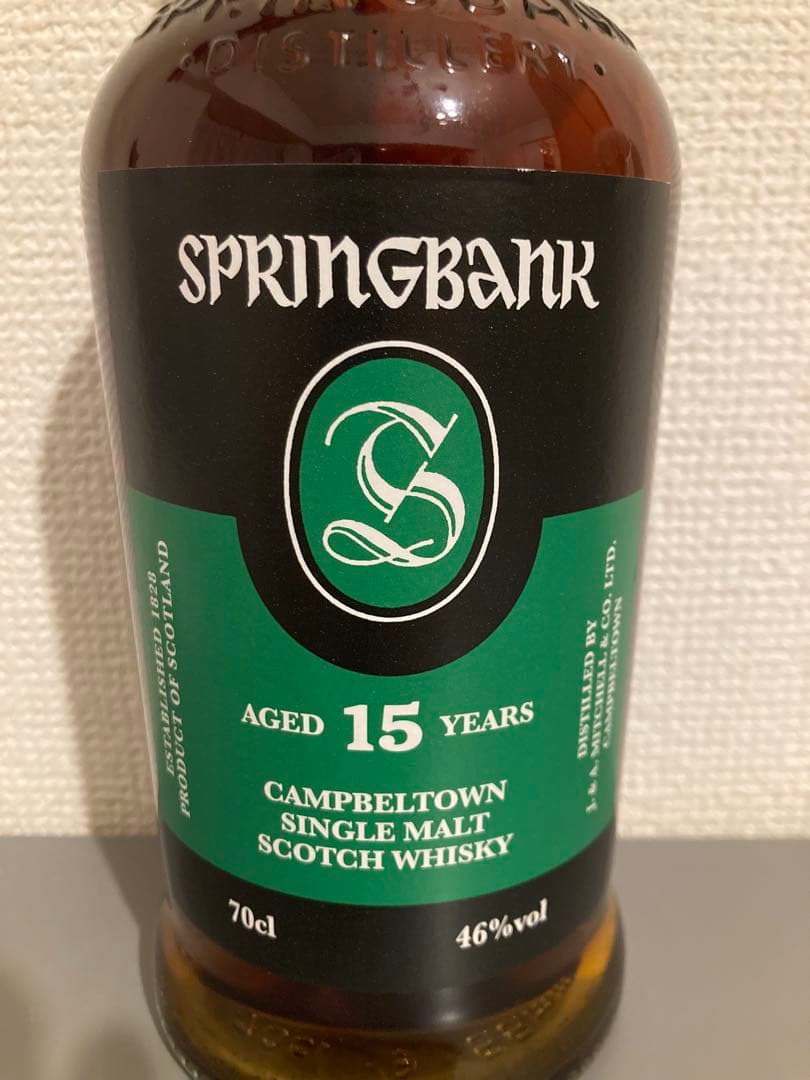 SPRINGBANK
DISTILLERY
SPRINGBANK
S
ESTABLISHED 1828
PRODUCT OF SCOTLAND
AGED 15 YEARS
CAMPBELTOWN
SINGLE MALT
SCOTCH WHISKY
DISTILLED BY
J. & A. MITCHELL & CO. LTD.
CAMPBELTOWN
70cl
46%vol